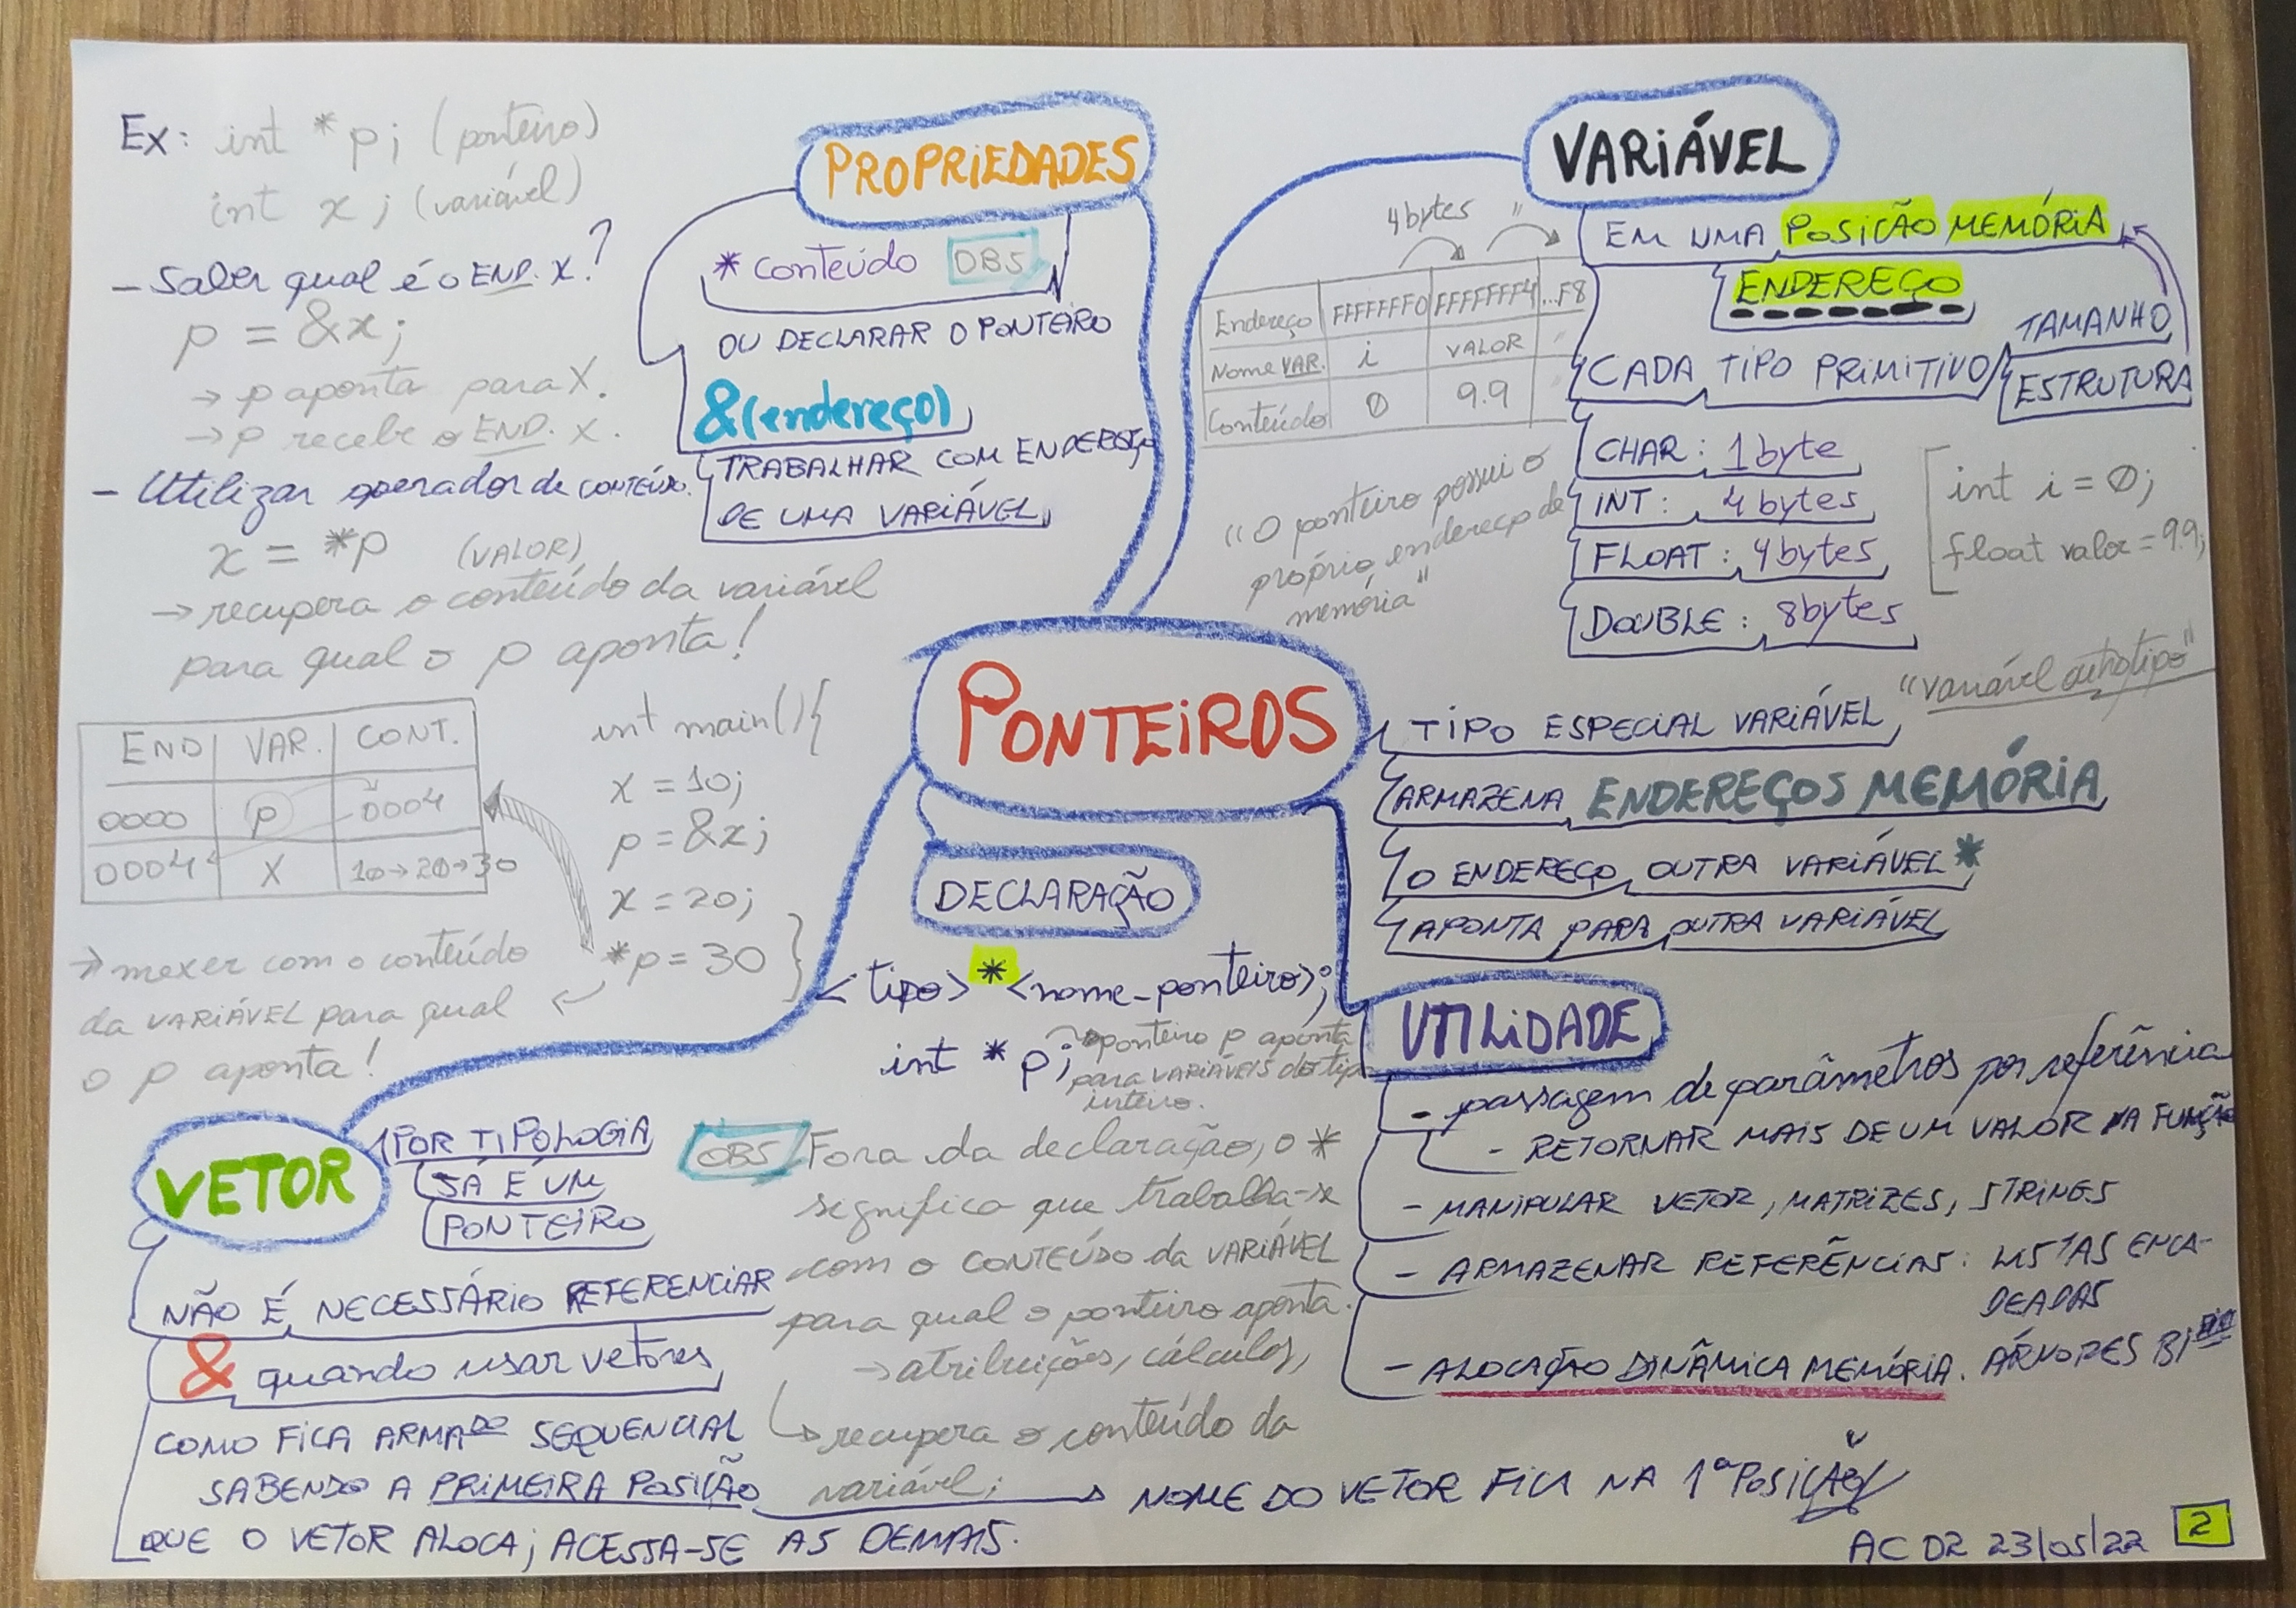 Ex: int *p; (ponteiro)
int x; (variável)
- Saber qual é o END. X?
p = &x;
→ p aponta para X.
→ p recebe o END. X.
- Utilizar operador de CONTEÚDO.
x = *p (VALOR)
→ recupera o conteúdo da variável
para qual o p aponta!
END VAR. CONT.
0000 p 0004
0004 X 10→20→30
int main(){
x = 10;
p = &x;
x = 20;
*p = 30 }
→ mexer com o conteúdo
da VARIÁVEL para qual
o p aponta!
PROPRIEDADES
* conteúdo OBS
OU DECLARAR O PONTEIRO
&(endereço)
TRABALHAR COM ENDEREÇO
DE UMA VARIÁVEL
VARIÁVEL
EM UMA POSIÇÃO MEMÓRIA
ENDEREÇO
TAMANHO
CADA TIPO PRIMITIVO
ESTRUTURA
CHAR: 1 byte
INT: 4 bytes
FLOAT: 4 bytes
DOUBLE: 8 bytes
int i = 0;
float valor = 9.9;
4 bytes "
Endereço FFFFFFF0 FFFFFFF4 ...F8
Nome VAR. i VALOR "
Conteúdo 0 9.9 "
"O ponteiro possui o
próprio endereço de
memória"
PONTEIROS
TIPO ESPECIAL VARIÁVEL
"variável outro tipo"
ARMAZENA ENDEREÇOS MEMÓRIA
O ENDEREÇO OUTRA VARIÁVEL *
APONTA PARA OUTRA VARIÁVEL
DECLARAÇÃO
<tipo> * <nome_ponteiro>;
int * p;
→ ponteiro p aponta
para VARIÁVEIS do tipo
inteiro.
OBS Fora da declaração, o *
significa que trabalha-se
com o CONTEÚDO da VARIÁVEL
para qual o ponteiro aponta.
→ atribuições, cálculos,
↳ recupera o conteúdo da
variável;
UTILIDADE
- passagem de parâmetros por referência
- RETORNAR MAIS DE UM VALOR NA FUNÇÃO
- MANIPULAR VETOR, MATRIZES, STRINGS
- ARMAZENAR REFERÊNCIAS: LISTAS ENCA-
DEADAS
ÁRVORES
- ALOCAÇÃO DINÂMICA MEMÓRIA.
VETOR
POR TIPOLOGIA
JÁ É UM
PONTEIRO
NÃO É NECESSÁRIO REFERENCIAR
& quando usar vetores
COMO FICA ARMADO SEQUENCIAL
SABENDO A PRIMEIRA POSIÇÃO → NOME DO VETOR FICA NA 1ª POSIÇÃO
QUE O VETOR ALOCA; ACESSA-SE AS DEMAIS.
AC D2 23/05/22 2